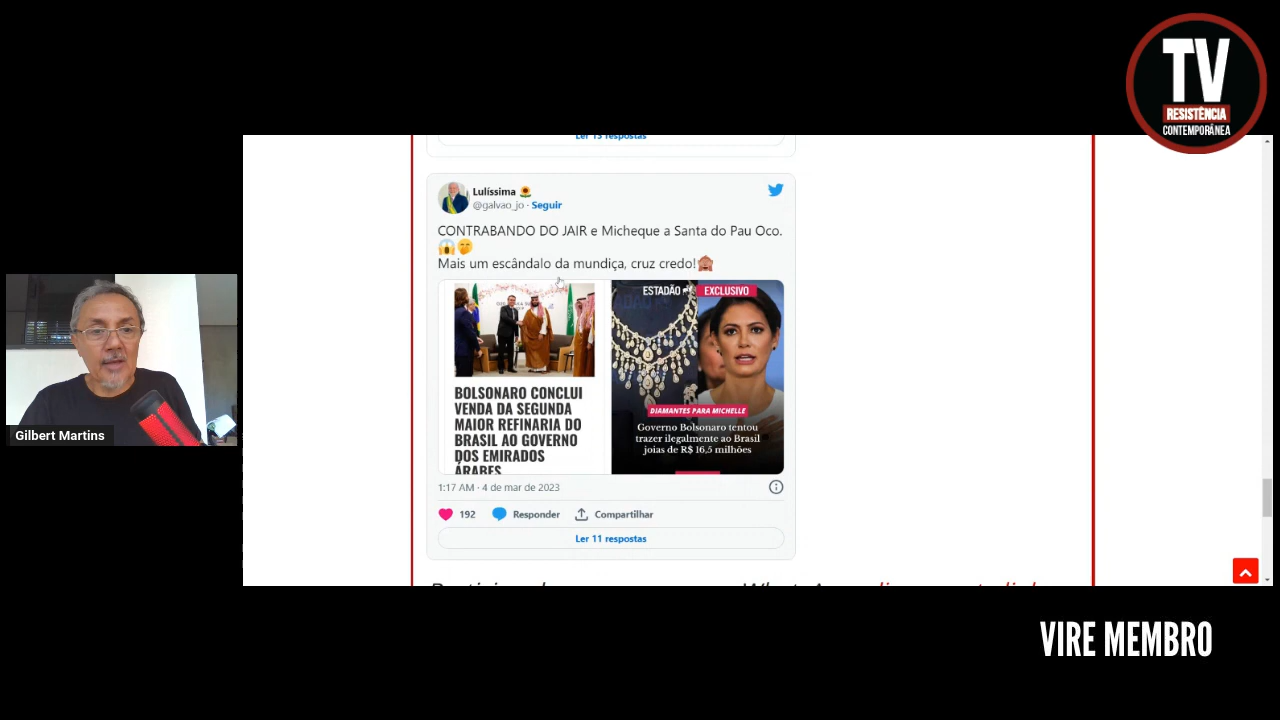 TV
RESISTÊNCIA
CONTEMPORÂNEA
Ler 13 respostas
Lulíssima
@galvao_jo · Seguir
CONTRABANDO DO JAIR e Micheque a Santa do Pau Oco.
Mais um escândalo da mundiça, cruz credo!
BOLSONARO CONCLUI
VENDA DA SEGUNDA
MAIOR REFINARIA DO
BRASIL AO GOVERNO
DOS EMIRADOS
ÁRABES
ESTADÃO EXCLUSIVO
DIAMANTES PARA MICHELLE
Governo Bolsonaro tentou
trazer ilegalmente ao Brasil
joias de R$ 16,5 milhões
1:17 AM · 4 de mar de 2023
192 Responder Compartilhar
Ler 11 respostas
Gilbert Martins
VIRE MEMBRO